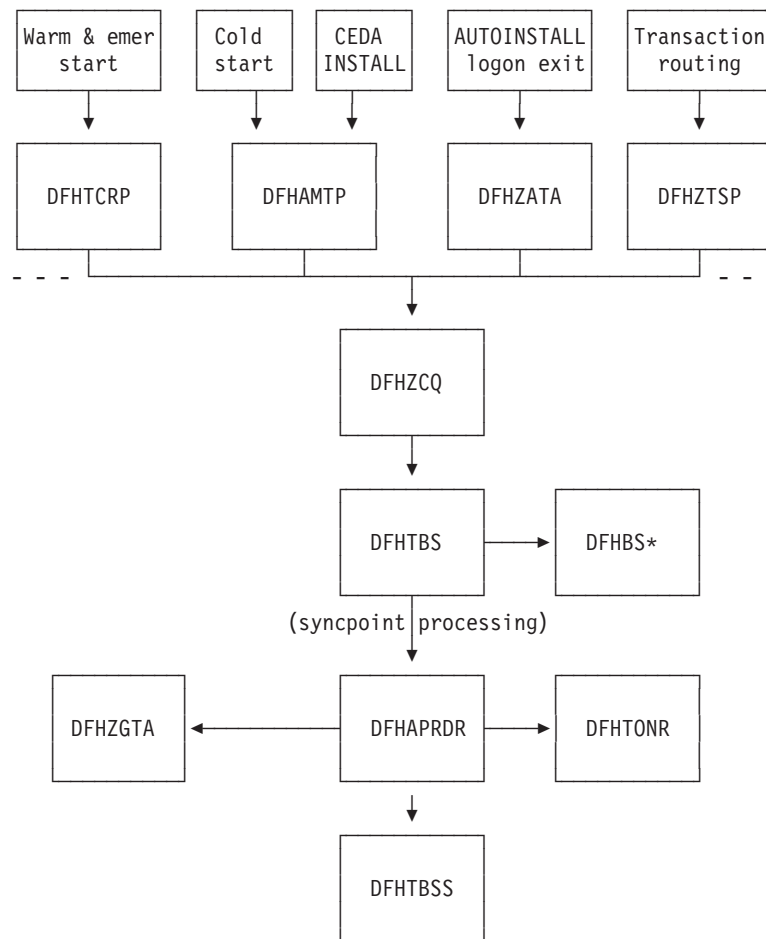 Warm & emer
start
Cold
start
CEDA
INSTALL
AUTOINSTALL
logon exit
Transaction
routing
DFHTCRP
DFHAMTP
DFHZATA
DFHZTSP
- - -
- -
DFHZCQ
DFHTBS
DFHBS*
(syncpoint processing)
DFHZGTA
DFHAPRDR
DFHTONR
DFHTBSS